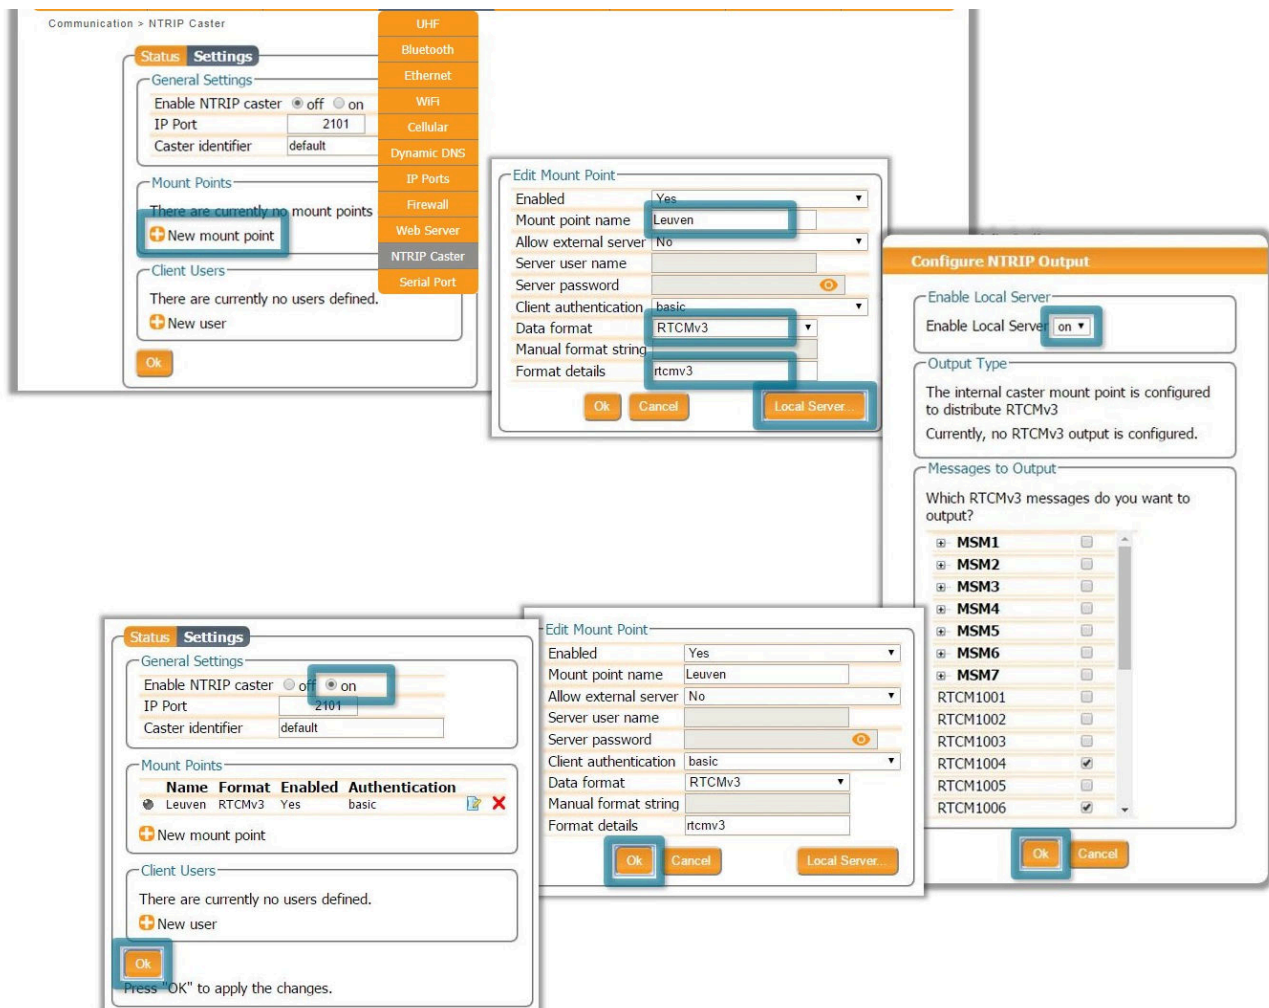 Communication > NTRIP Caster
UHF
Bluetooth
Ethernet
WiFi
Cellular
Dynamic DNS
IP Ports
Firewall
Web Server
NTRIP Caster
Serial Port
Status Settings
General Settings
Enable NTRIP caster off on
IP Port 2101
Caster identifier default
Mount Points
There are currently no mount points
New mount point
Client Users
There are currently no users defined.
New user
Ok
Edit Mount Point
Enabled Yes
Mount point name Leuven
Allow external server No
Server user name
Server password
Client authentication basic
Data format RTCMv3
Manual format string
Format details rtcmv3
Ok Cancel Local Server...
Configure NTRIP Output
Enable Local Server
Enable Local Server on
Output Type
The internal caster mount point is configured
to distribute RTCMv3
Currently, no RTCMv3 output is configured.
Messages to Output
Which RTCMv3 messages do you want to
output?
MSM1
MSM2
MSM3
MSM4
MSM5
MSM6
MSM7
RTCM1001
RTCM1002
RTCM1003
RTCM1004
RTCM1005
RTCM1006
Ok Cancel
Edit Mount Point
Enabled Yes
Mount point name Leuven
Allow external server No
Server user name
Server password
Client authentication basic
Data format RTCMv3
Manual format string
Format details rtcmv3
Ok Cancel Local Server...
Status Settings
General Settings
Enable NTRIP caster off on
IP Port 2101
Caster identifier default
Mount Points
Name Format Enabled Authentication
Leuven RTCMv3 Yes basic
New mount point
Client Users
There are currently no users defined.
New user
Ok
Press "OK" to apply the changes.